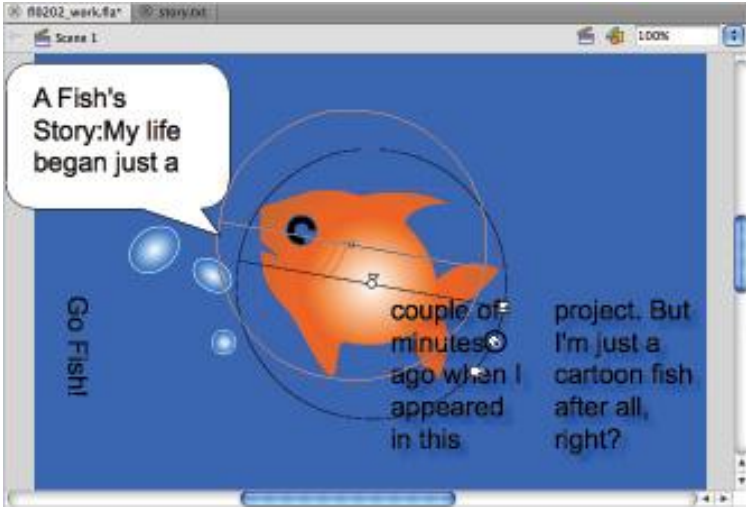 fl0202_work.fla*
story.txt
Scene 1
100%
A Fish's
Story:My life
began just a
Go Fish!
couple of
minutes
ago when I
appeared
in this
project. But
I'm just a
cartoon fish
after all,
right?